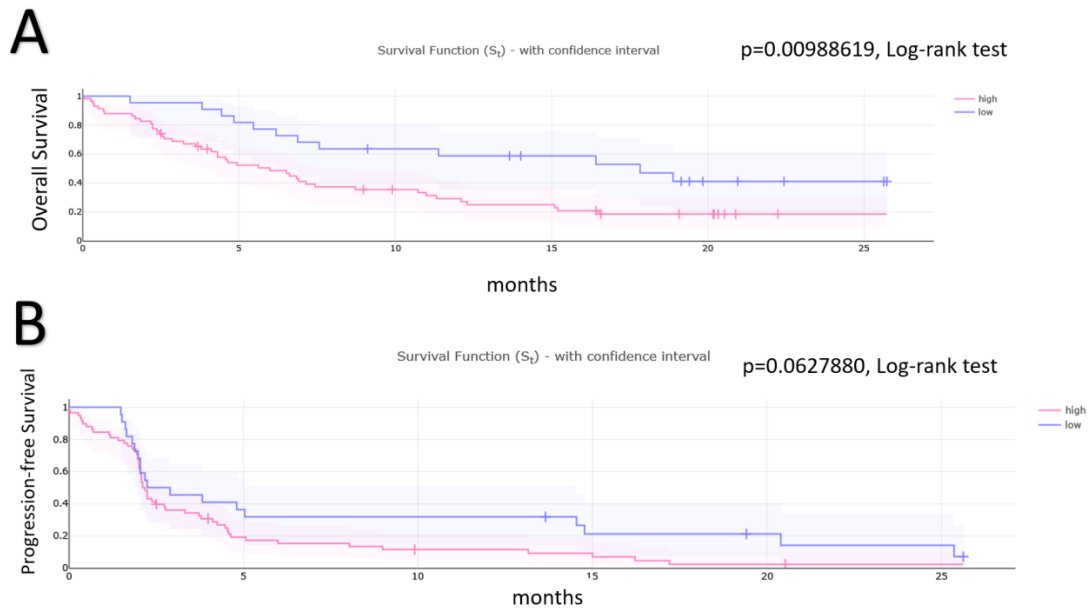 A
Survival Function (St) - with confidence interval
p=0.00988619, Log-rank test
high
low
Overall Survival
1
0.8
0.6
0.4
0.2
0
0 5 10 15 20 25
months
B
Survival Function (St) - with confidence interval
p=0.0627880, Log-rank test
high
low
Progression-free Survival
1
0.8
0.6
0.4
0.2
0
0 5 10 15 20 25
months